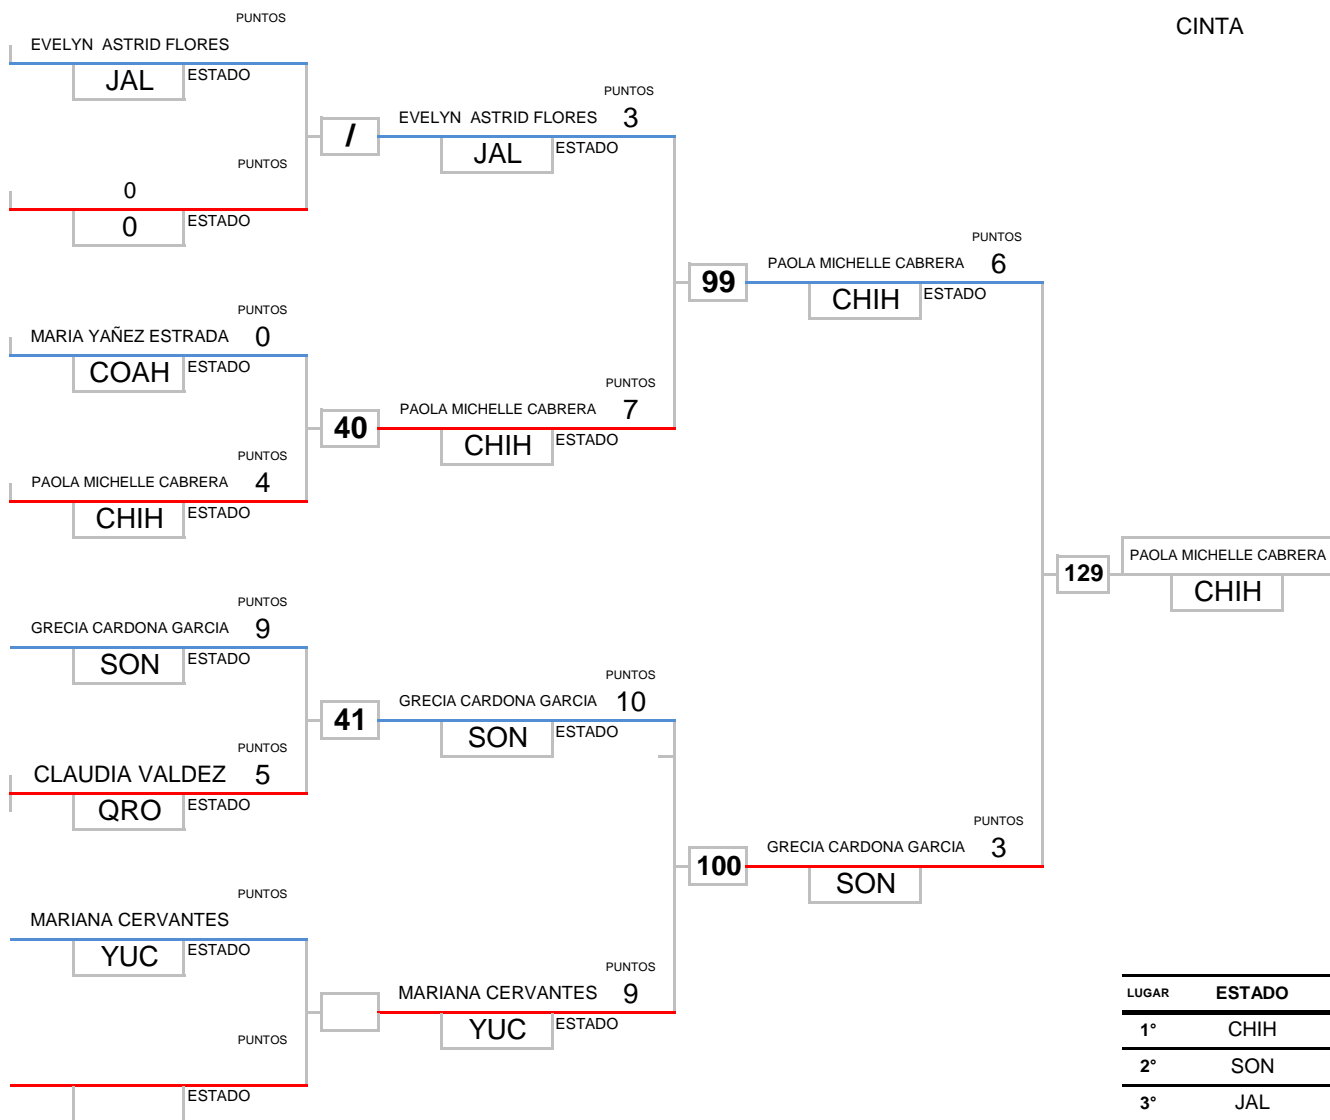 PUNTOS
CINTA
EVELYN ASTRID FLORES
JAL ESTADO
PUNTOS
/ EVELYN ASTRID FLORES 3
JAL ESTADO
PUNTOS
0
0 ESTADO
PUNTOS
99 PAOLA MICHELLE CABRERA 6
CHIH ESTADO
PUNTOS
MARIA YAÑEZ ESTRADA 0
COAH ESTADO
PUNTOS
40 PAOLA MICHELLE CABRERA 7
CHIH ESTADO
PUNTOS
PAOLA MICHELLE CABRERA 4
CHIH ESTADO
129 PAOLA MICHELLE CABRERA
CHIH
PUNTOS
GRECIA CARDONA GARCIA 9
SON ESTADO
PUNTOS
41 GRECIA CARDONA GARCIA 10
SON ESTADO
PUNTOS
CLAUDIA VALDEZ 5
QRO ESTADO
PUNTOS
100 GRECIA CARDONA GARCIA 3
SON
PUNTOS
MARIANA CERVANTES
YUC ESTADO
PUNTOS
MARIANA CERVANTES 9
YUC ESTADO
PUNTOS
ESTADO
LUGAR ESTADO
1° CHIH
2° SON
3° JAL